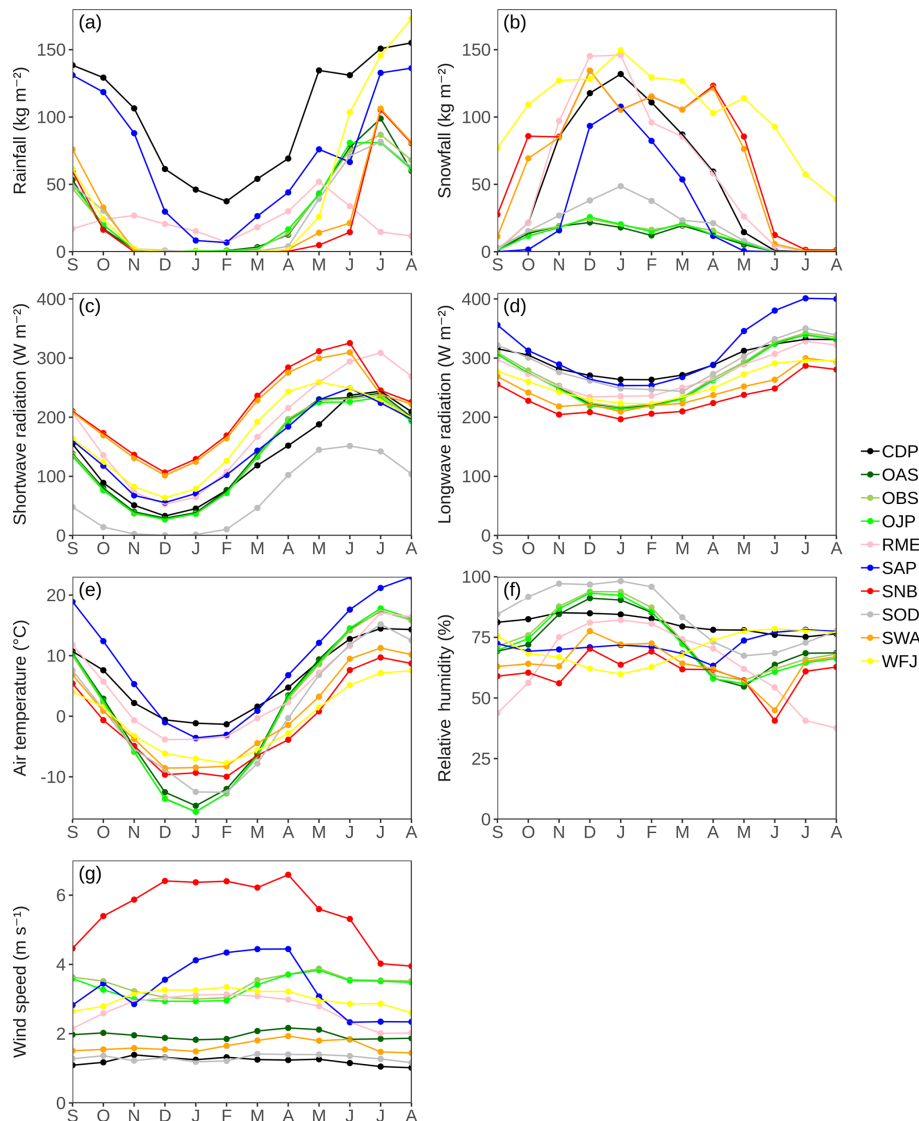 (a)
Rainfall (kg m⁻²)
150
100
50
0
S O N D J F M A M J J A
(b)
Snowfall (kg m⁻²)
150
100
50
0
S O N D J F M A M J J A
(c)
Shortwave radiation (W m⁻²)
400
300
200
100
0
S O N D J F M A M J J A
(d)
Longwave radiation (W m⁻²)
400
300
200
100
0
S O N D J F M A M J J A
CDP
OAS
OBS
OJP
RME
SAP
SNB
SOD
SWA
WFJ
(e)
Air temperature (°C)
20
10
0
-10
S O N D J F M A M J J A
(f)
Relative humidity (%)
100
75
50
25
0
S O N D J F M A M J J A
(g)
Wind speed (m s⁻¹)
6
4
2
0
S O N D J F M A M J J A